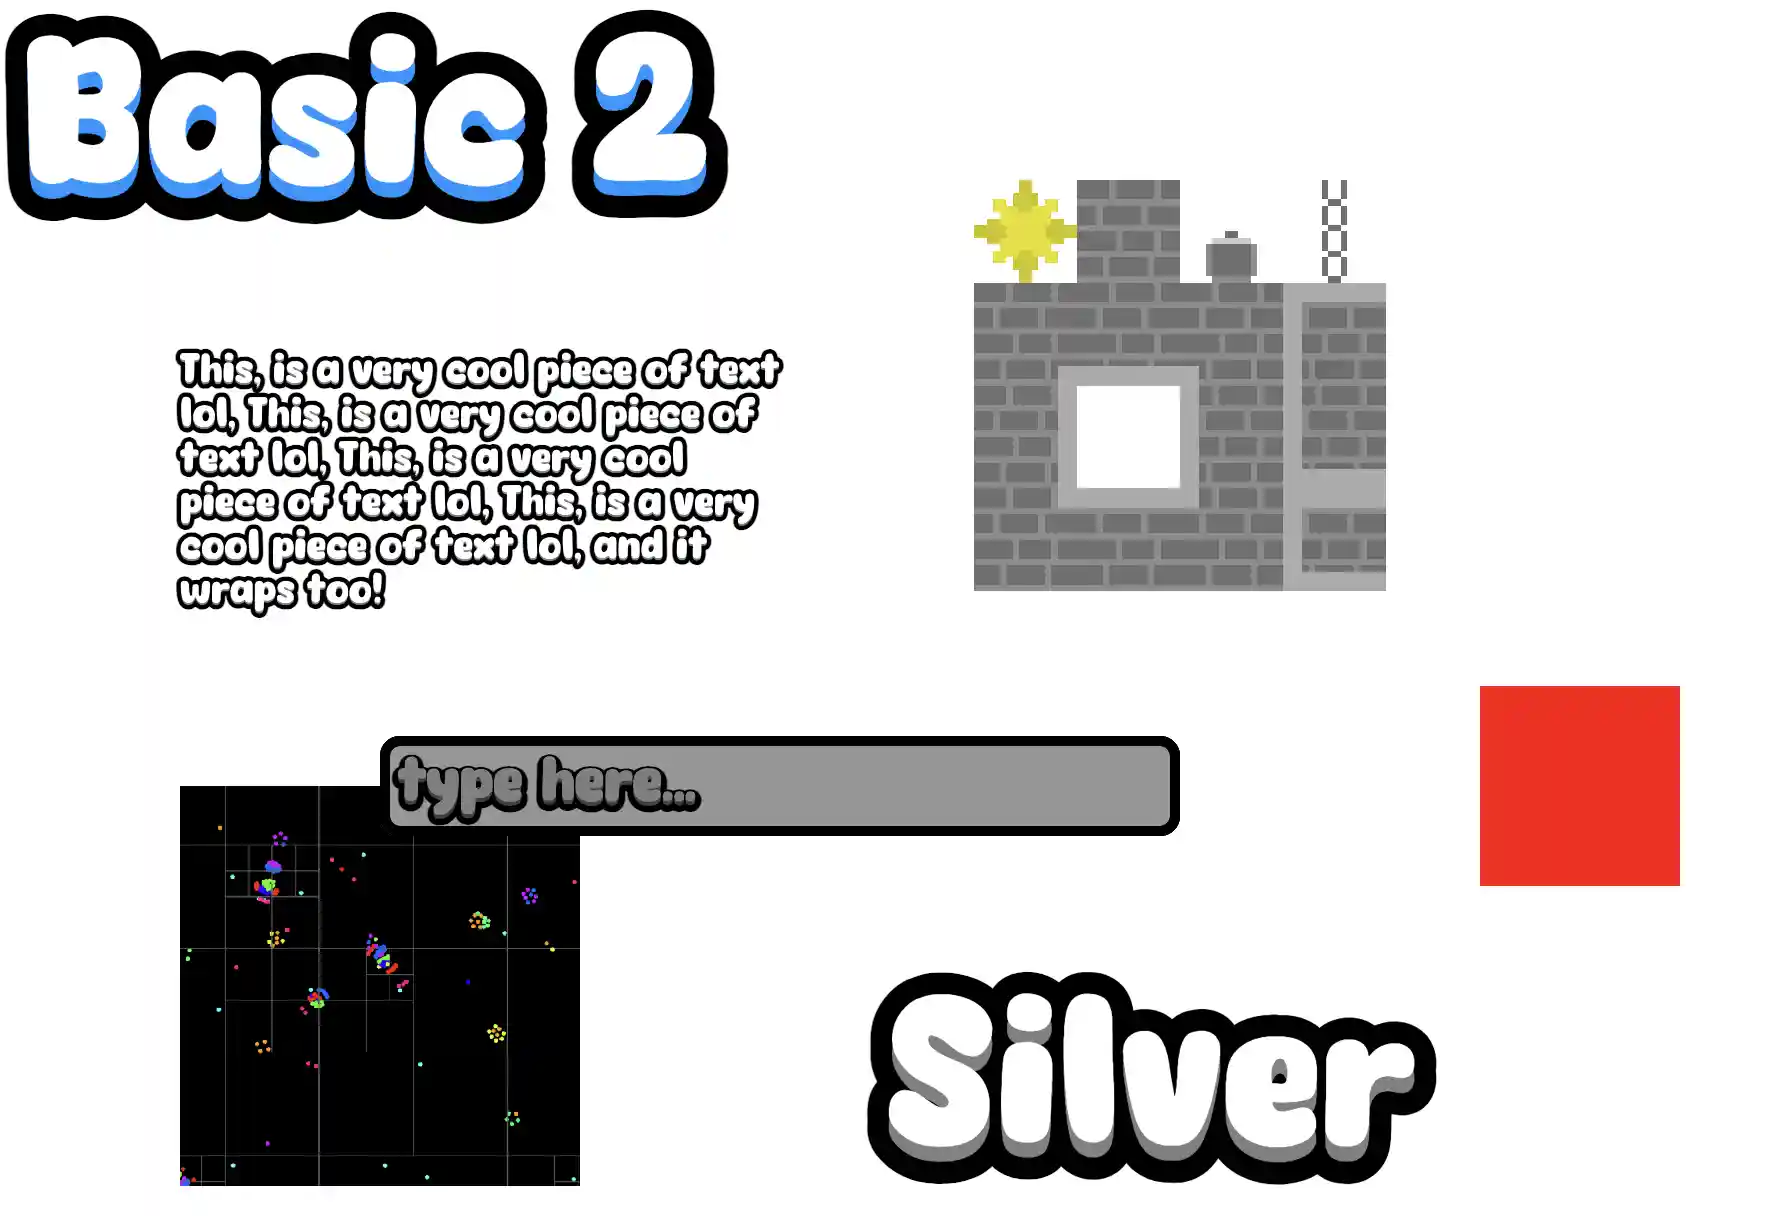 Basic 2
This, is a very cool piece of text
lol, This, is a very cool piece of
text lol, This, is a very cool
piece of text lol, This, is a very
cool piece of text lol, and it
wraps too!
type here...
Silver